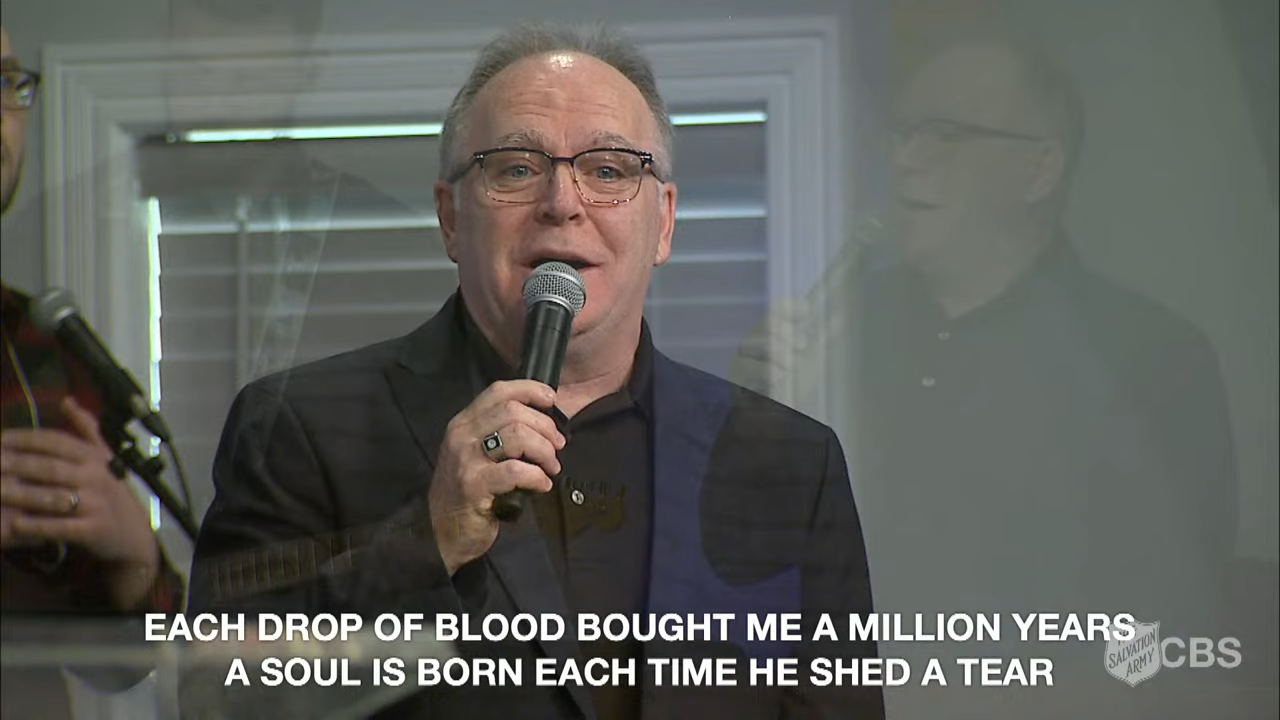 EACH DROP OF BLOOD BOUGHT ME A MILLION YEARS
A SOUL IS BORN EACH TIME HE SHED A TEAR
SALVATION
ARMY
CBS